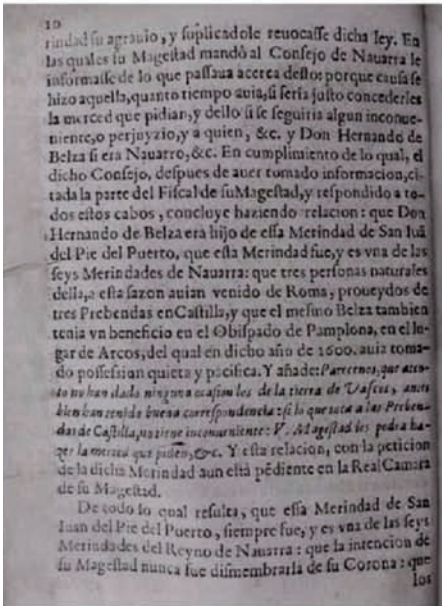 10
rindad su agrauio, y suplicadole reuocasse dicha ley. En
las quales su Magestad mandò al Consejo de Nauarra le
informasse de lo que passaua acerca desto: porque causa se
hizo aquella, quanto tiempo auia, si seria justo concederles
la merced que pidian, y dello si se seguiria algun inconue-
niente, o perjuyzio, y a quien, &c. y Don Hernando de
Belza si era Nauarro, &c. En cumplimiento de lo qual, el
dicho Consejo, despues de auer tomado informacion, ci-
tada la parte del Fiscal de su Magestad, y respondido a to-
dos estos cabos, concluye haziendo relacion: que Don
Hernando de Belza era hijo de essa Merindad de San Iuã
del Pie del Puerto, que esta Merindad fue, y es vna de las
seys Merindades de Nauarra: que tres personas naturales
della, a esta sazon auian venido de Roma, proueydos de
tres Prebendas en Castilla, y que el mesmo Belza tambien
tenia vn beneficio en el Obispado de Pamplona, en el lu-
gar de Arcos, del qual en dicho año de 1600. auia toma-
do possession quieta y pacifica. Y añade: Parecenos, que aten-
to no han dado ninguna ocasion los de la tierra de Vascos, antes
bien han tenido buena correspondencia: si lo que toca a las Preben-
das de Castilla, no tiene inconueniente: V. Magestad les podra ha-
zer la merced que piden, &c. Y esta relacion, con la peticion
de la dicha Merindad aun està pẽdiente en la Real Camara
de su Magestad.
De todo lo qual resulta, que essa Merindad de San
Iuan del Pie del Puerto, siempre fue, y es vna de las seys
Merindades del Reyno de Nauarra: que la intencion de
su Magestad nunca fue dismembrarla de su Corona: que
los